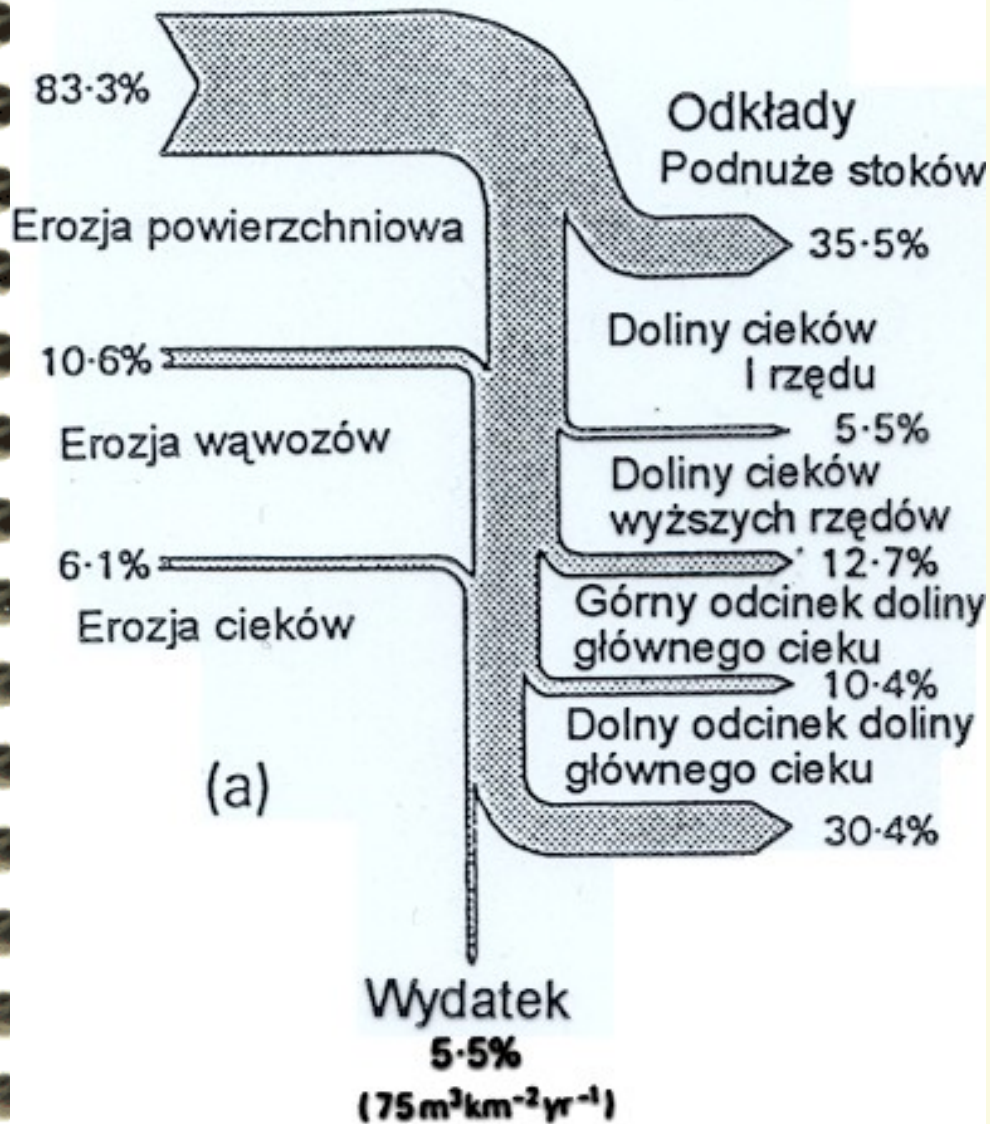 83·3%
Erozja powierzchniowa
10·6%
Erozja wąwozów
6·1%
Erozja cieków
(a)
Odkłady
Podnuże stoków
35·5%
Doliny cieków
I rzędu
5·5%
Doliny cieków
wyższych rzędów
12·7%
Górny odcinek doliny
głównego cieku
10·4%
Dolny odcinek doliny
głównego cieku
30·4%
Wydatek
5·5%
(75m³km⁻²yr⁻¹)